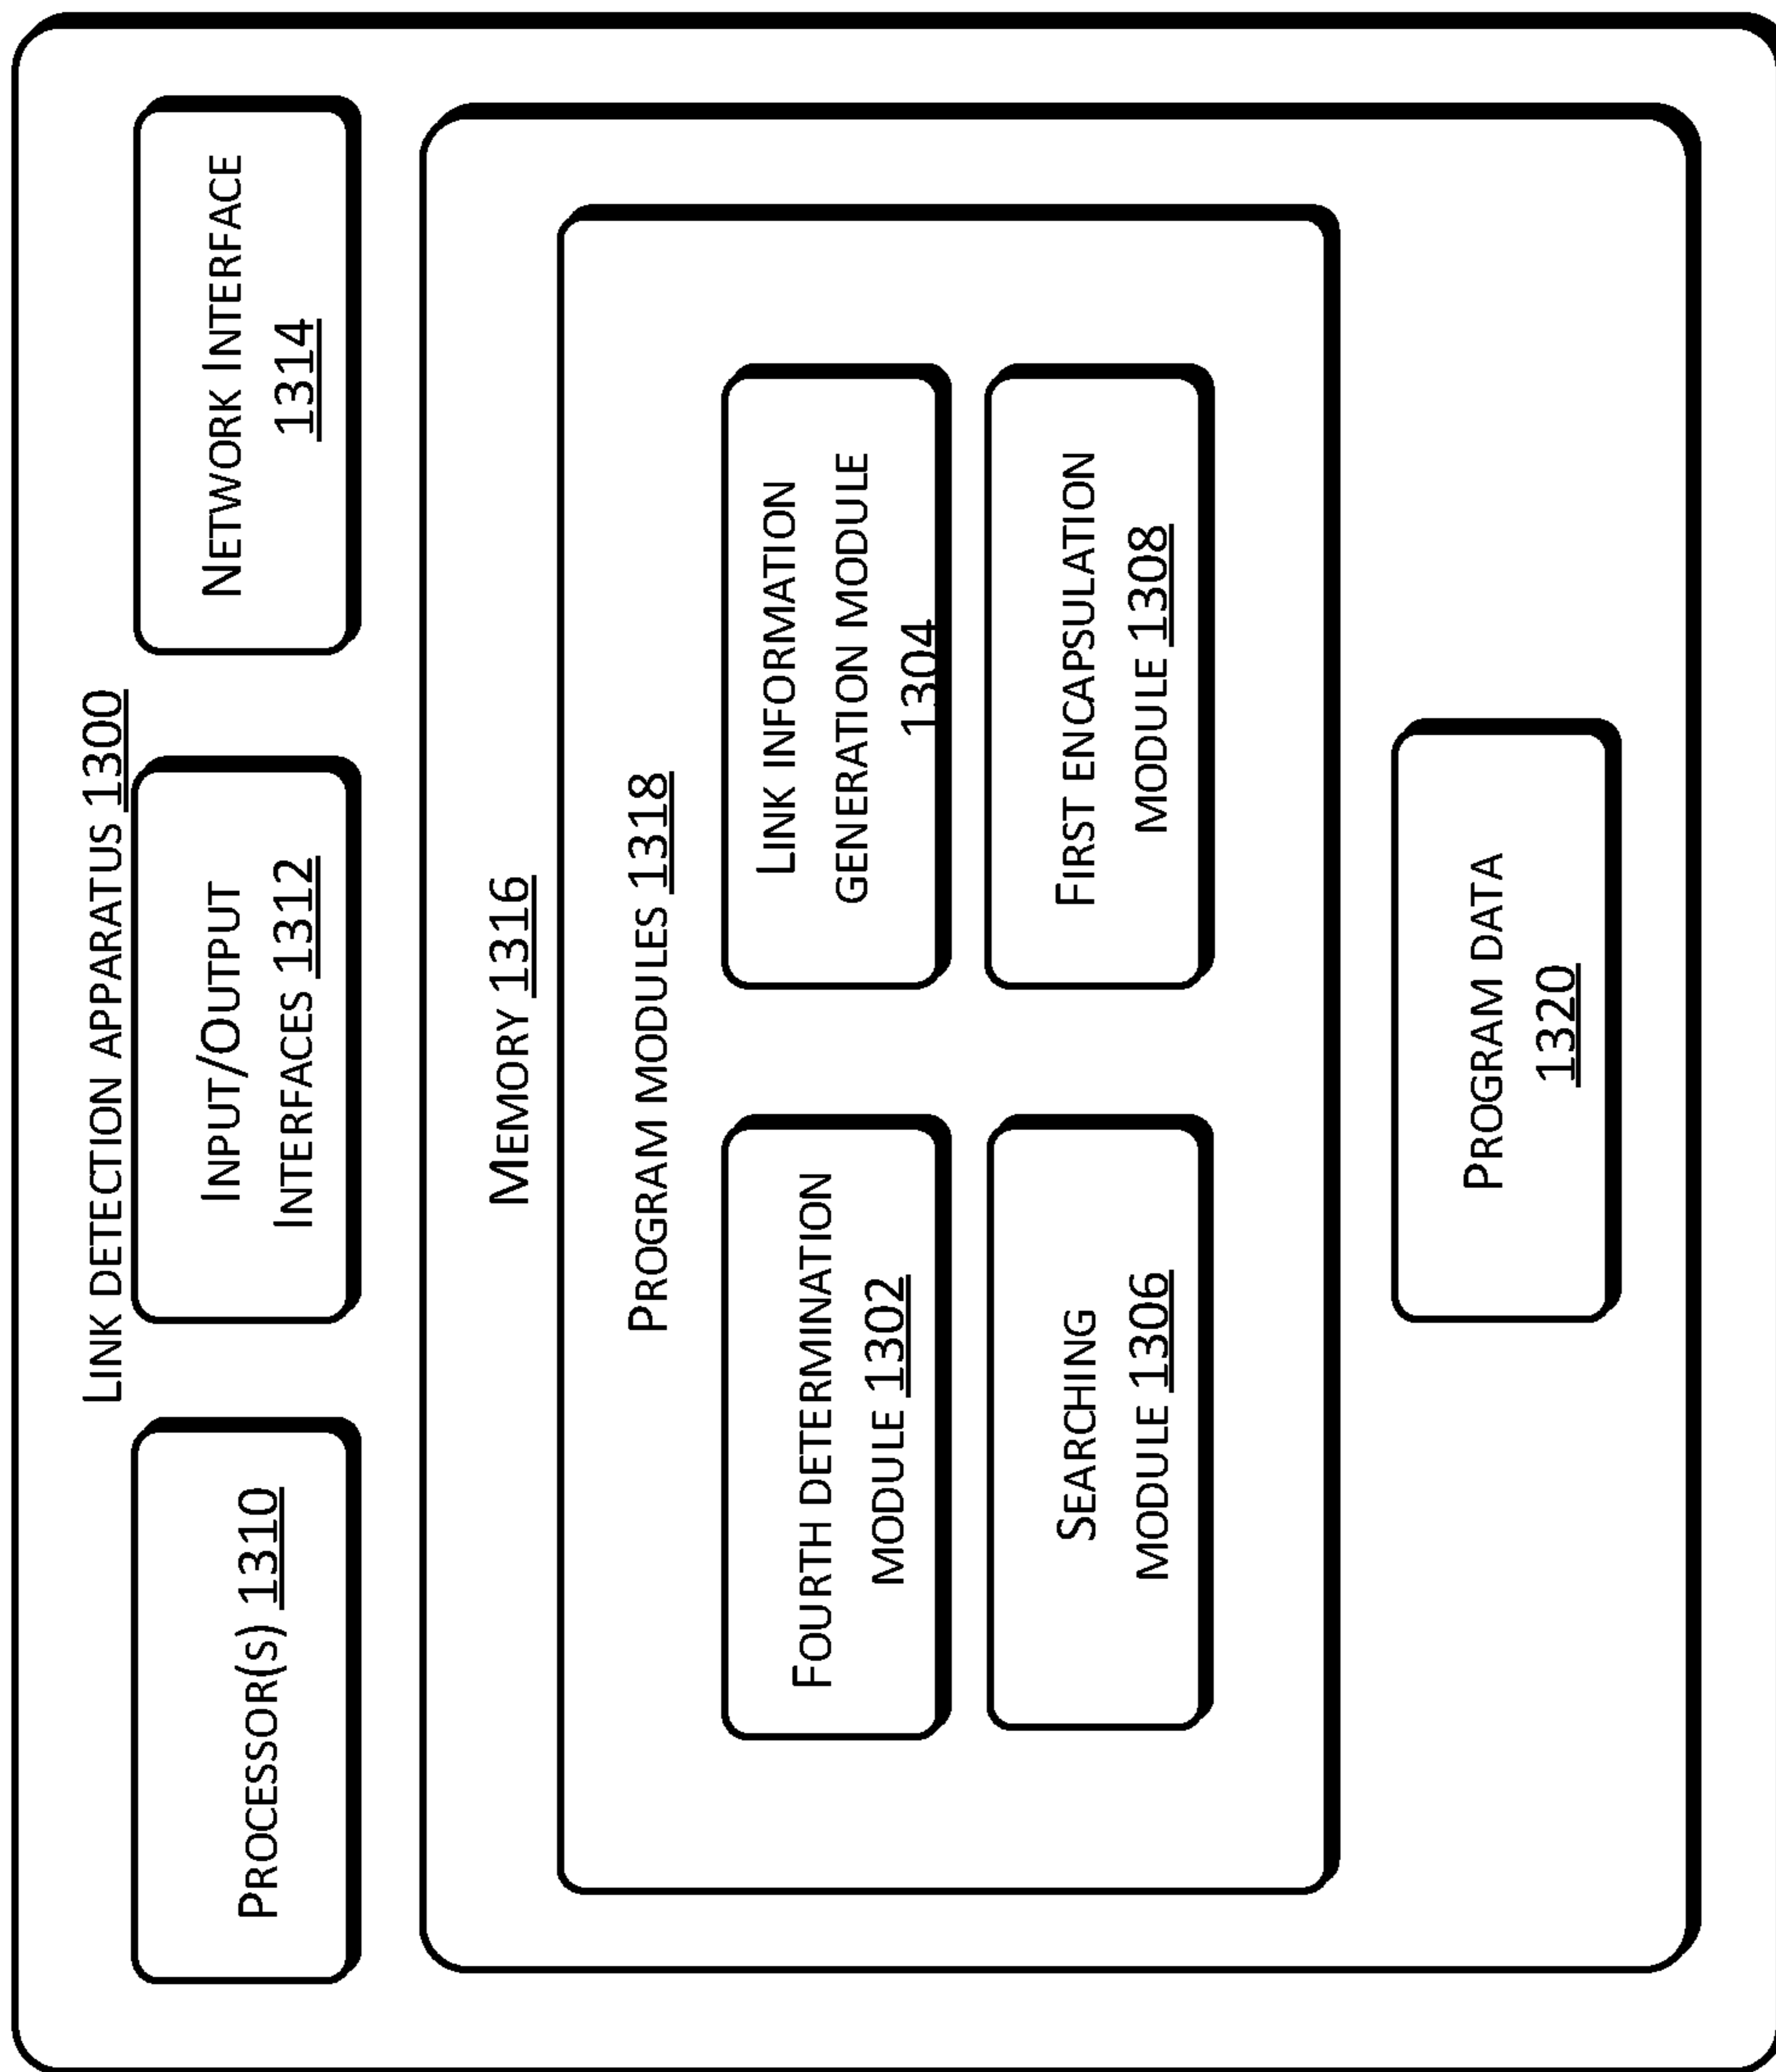 LINK DETECTION APPARATUS 1300
PROCESSOR(S) 1310
INPUT/OUTPUT
INTERFACES 1312
NETWORK INTERFACE
1314
MEMORY 1316
PROGRAM MODULES 1318
FOURTH DETERMINATION
MODULE 1302
LINK INFORMATION
GENERATION MODULE
1304
SEARCHING
MODULE 1306
FIRST ENCAPSULATION
MODULE 1308
PROGRAM DATA
1320